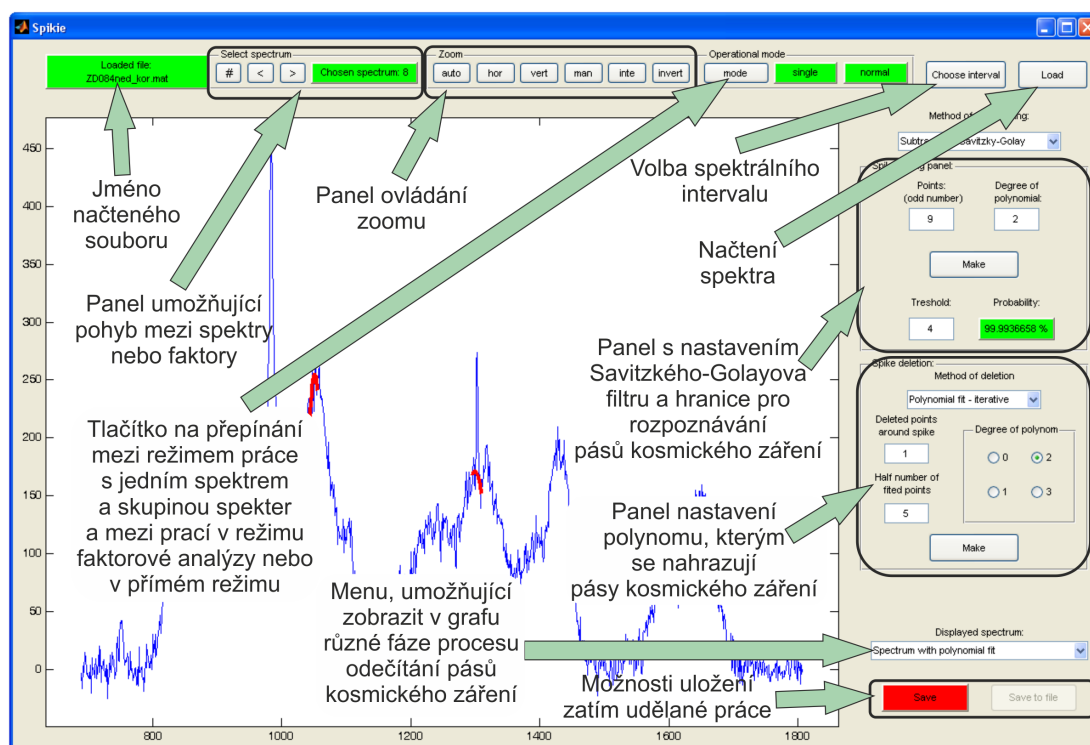 Spikie
Loaded file:
ZD084ned_kor.mat
Select spectrum
# < > Chosen spectrum: 8
Zoom
auto hor vert man inte invert
Operational mode
mode single normal
Choose interval
Load
Method of
Savitzky-Golay
panel:
Points:
(odd number)
9
Degree of
polynomial:
2
Make
Treshold:
4
Probability:
99.9936658 %
Spike deletion:
Method of deletion
Polynomial fit - iterative
Deleted points
around spike
1
Half number of
fited points
5
Degree of polynom
0 2
1 3
Make
Displayed spectrum:
Spectrum with polynomial fit
Save
Save to file
450
400
350
300
250
200
150
100
50
0
800 1000 1200 1400 1600 1800
Jméno
načteného
souboru
Panel ovládání
zoomu
Volba spektrálního
intervalu
Načtení
spektra
Panel umožňující
pohyb mezi spektry
nebo faktory
Panel s nastavením
Savitzkého-Golayova
filtru a hranice pro
rozpoznávání
pásů kosmického záření
Tlačítko na přepínání
mezi režimem práce
s jedním spektrem
a skupinou spekter
a mezi prací v režimu
faktorové analýzy nebo
v přímém režimu
Panel nastavení
polynomu, kterým
se nahrazují
pásy kosmického záření
Menu, umožňující
zobrazit v grafu
různé fáze procesu
odečítání pásů
kosmického záření
Možnosti uložení
zatím udělané práce